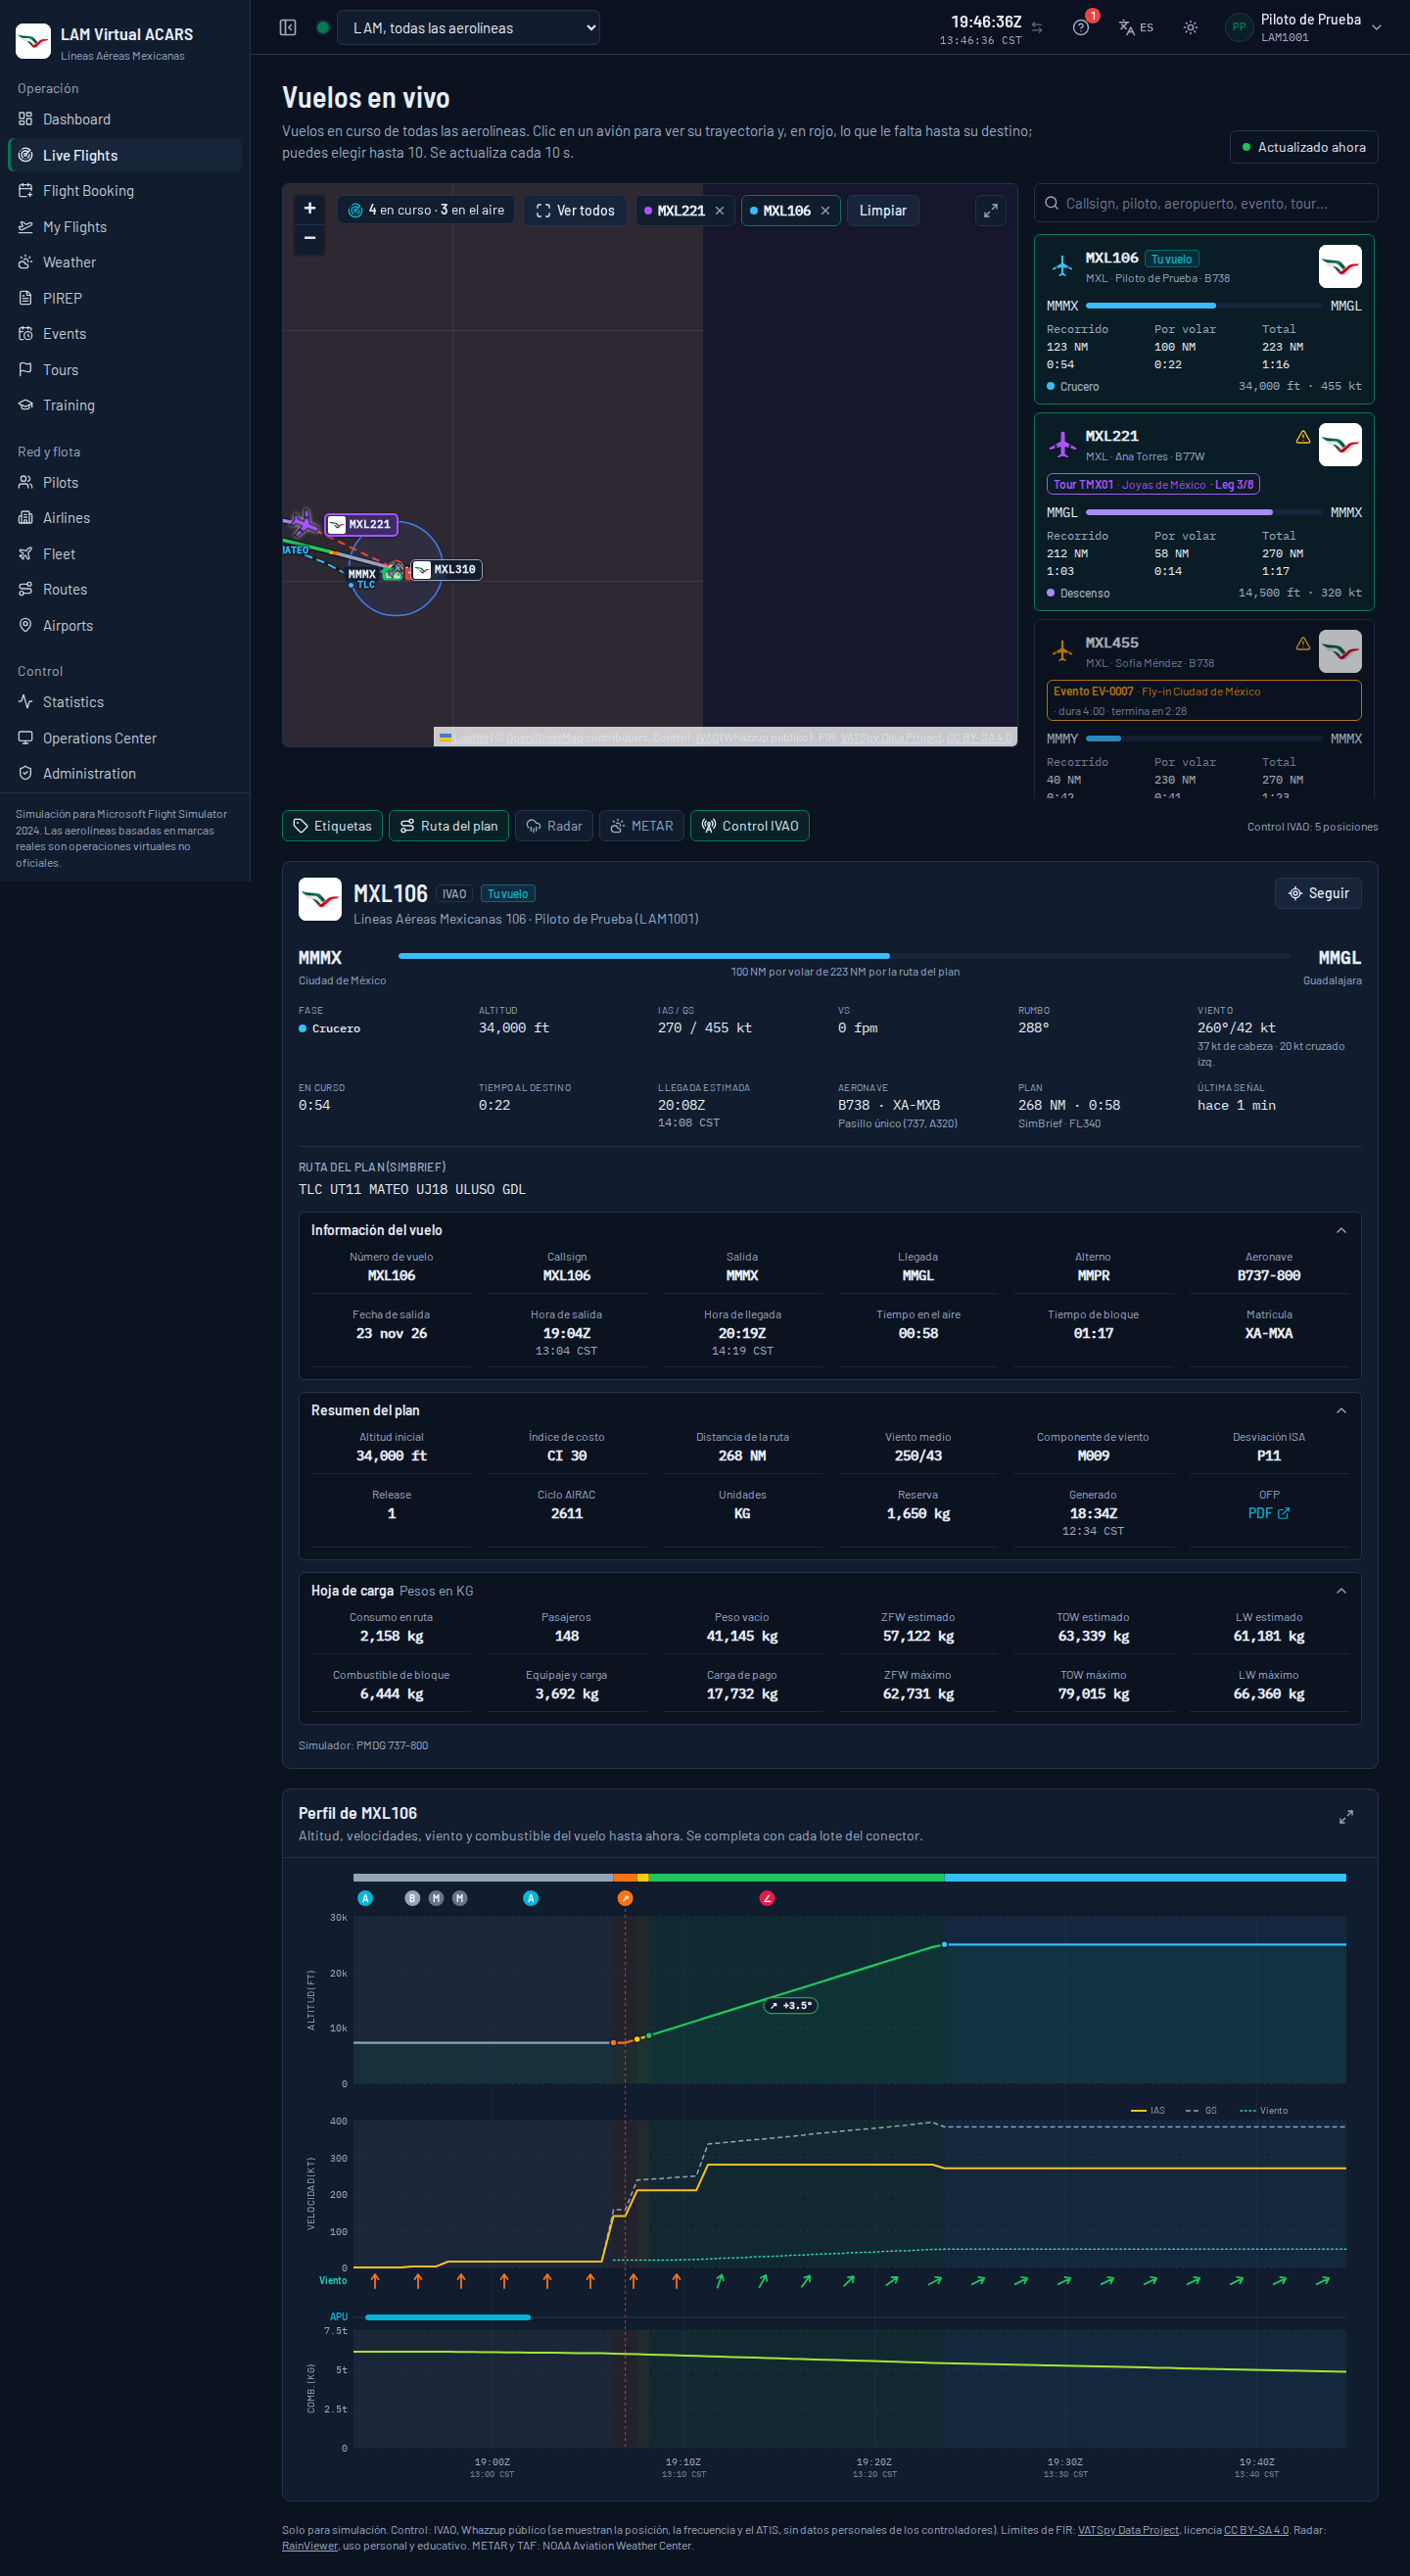 LAM Virtual ACARS
Líneas Aéreas Mexicanas
Operación
Dashboard
Live Flights
Flight Booking
My Flights
Weather
PIREP
Events
Tours
Training
Red y flota
Pilots
Airlines
Fleet
Routes
Airports
Control
Statistics
Operations Center
Administration
Simulación para Microsoft Flight Simulator
2024. Las aerolíneas basadas en marcas
reales son operaciones virtuales no
oficiales.
LAM, todas las aerolíneas
19:46:36Z
13:46:36 CST
1
ES
PP
Piloto de Prueba
LAM1001
Vuelos en vivo
Vuelos en curso de todas las aerolíneas. Clic en un avión para ver su trayectoria y, en rojo, lo que le falta hasta su destino;
puedes elegir hasta 10. Se actualiza cada 10 s.
Actualizado ahora
+
−
4 en curso · 3 en el aire
Ver todos
MXL221 ×
MXL106 ×
Limpiar
MXL221
MATEO
MMMX
TLC
MXL310
Leaflet | © OpenStreetMap contributors, Control: IVAO (Whazzup público) · FIR: VATSpy Data Project, CC BY-SA 4.0
Callsign, piloto, aeropuerto, evento, tour...
MXL106 Tu vuelo
MXL · Piloto de Prueba · B738
MMMX MMGL
Recorrido Por volar Total
123 NM 100 NM 223 NM
0:54 0:22 1:16
Crucero 34,000 ft · 455 kt
MXL221
MXL · Ana Torres · B77W
Tour TMX01 · Joyas de México · Leg 3/8
MMGL MMMX
Recorrido Por volar Total
212 NM 58 NM 270 NM
1:03 0:14 1:17
Descenso 14,500 ft · 320 kt
MXL455
MXL · Sofía Méndez · B738
Evento EV-0007 · Fly-in Ciudad de México
· dura 4:00 · termina en 2:28
MMMY MMMX
Recorrido Por volar Total
40 NM 230 NM 270 NM
0:42 0:41 1:23
Etiquetas
Ruta del plan
Radar
METAR
Control IVAO
Control IVAO: 5 posiciones
MXL106 IVAO Tu vuelo
Líneas Aéreas Mexicanas 106 · Piloto de Prueba (LAM1001)
Seguir
MMMX MMGL
Ciudad de México 100 NM por volar de 223 NM por la ruta del plan Guadalajara
FASE ALTITUD IAS / GS VS RUMBO VIENTO
Crucero 34,000 ft 270 / 455 kt 0 fpm 288° 260°/42 kt
37 kt de cabeza · 20 kt cruzado
izq.
EN CURSO TIEMPO AL DESTINO LLEGADA ESTIMADA AERONAVE PLAN ÚLTIMA SEÑAL
0:54 0:22 20:08Z B738 · XA-MXB 268 NM · 0:58 hace 1 min
14:08 CST Pasillo único (737, A320) SimBrief · FL340
RUTA DEL PLAN (SIMBRIEF)
TLC UT11 MATEO UJ18 ULUSO GDL
Información del vuelo
Número de vuelo Callsign Salida Llegada Alterno Aeronave
MXL106 MXL106 MMMX MMGL MMPR B737-800
Fecha de salida Hora de salida Hora de llegada Tiempo en el aire Tiempo de bloque Matrícula
23 nov 26 19:04Z 20:19Z 00:58 01:17 XA-MXA
13:04 CST 14:19 CST
Resumen del plan
Altitud inicial Índice de costo Distancia de la ruta Viento medio Componente de viento Desviación ISA
34,000 ft CI 30 268 NM 250/43 M009 P11
Release Ciclo AIRAC Unidades Reserva Generado OFP
1 2611 KG 1,650 kg 18:34Z PDF
12:34 CST
Hoja de carga Pesos en KG
Consumo en ruta Pasajeros Peso vacío ZFW estimado TOW estimado LW estimado
2,158 kg 148 41,145 kg 57,122 kg 63,339 kg 61,181 kg
Combustible de bloque Equipaje y carga Carga de pago ZFW máximo TOW máximo LW máximo
6,444 kg 3,692 kg 17,732 kg 62,731 kg 79,015 kg 66,360 kg
Simulador: PMDG 737-800
Perfil de MXL106
Altitud, velocidades, viento y combustible del vuelo hasta ahora. Se completa con cada lote del conector.
A B M M A ↗ ∠
30k
20k
10k
0
ALTITUD (FT)
↗ +3.5°
IAS GS Viento
400
300
200
100
0
VELOCIDAD (KT)
Viento
APU
7.5t
5t
2.5t
0
COMB. (KG)
19:00Z 19:10Z 19:20Z 19:30Z 19:40Z
13:00 CST 13:10 CST 13:20 CST 13:30 CST 13:40 CST
Solo para simulación. Control: IVAO, Whazzup público (se muestran la posición, la frecuencia y el ATIS, sin datos personales de los controladores). Límites de FIR: VATSpy Data Project, licencia CC BY-SA 4.0. Radar:
RainViewer, uso personal y educativo. METAR y TAF: NOAA Aviation Weather Center.